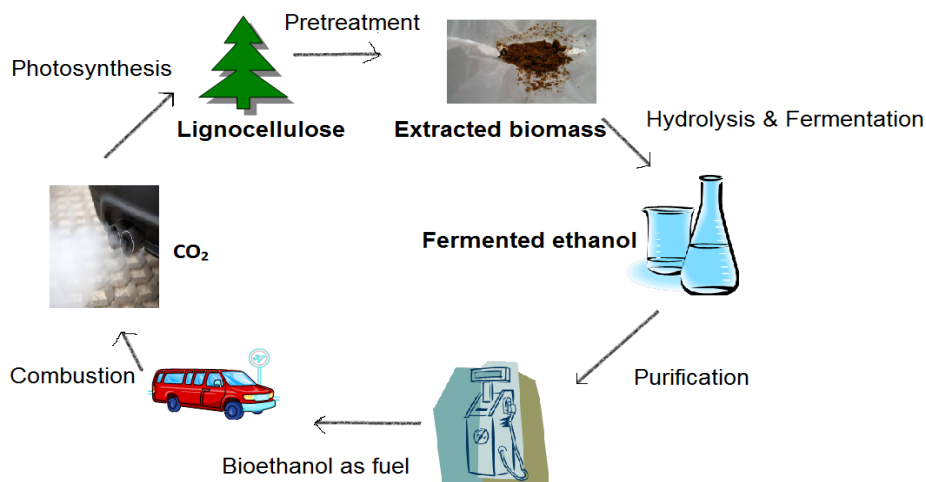 Pretreatment
Photosynthesis
Lignocellulose
Extracted biomass
Hydrolysis & Fermentation
Fermented ethanol
CO₂
Purification
Combustion
Bioethanol as fuel